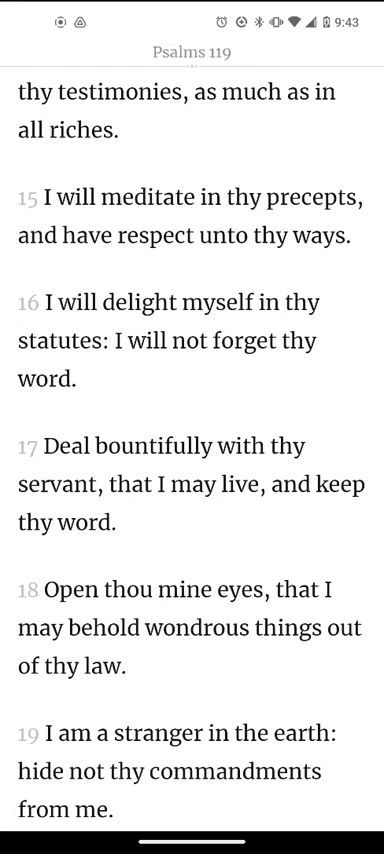 9:43
Psalms 119
thy testimonies, as much as in
all riches.
15 I will meditate in thy precepts,
and have respect unto thy ways.
16 I will delight myself in thy
statutes: I will not forget thy
word.
17 Deal bountifully with thy
servant, that I may live, and keep
thy word.
18 Open thou mine eyes, that I
may behold wondrous things out
of thy law.
19 I am a stranger in the earth:
hide not thy commandments
from me.